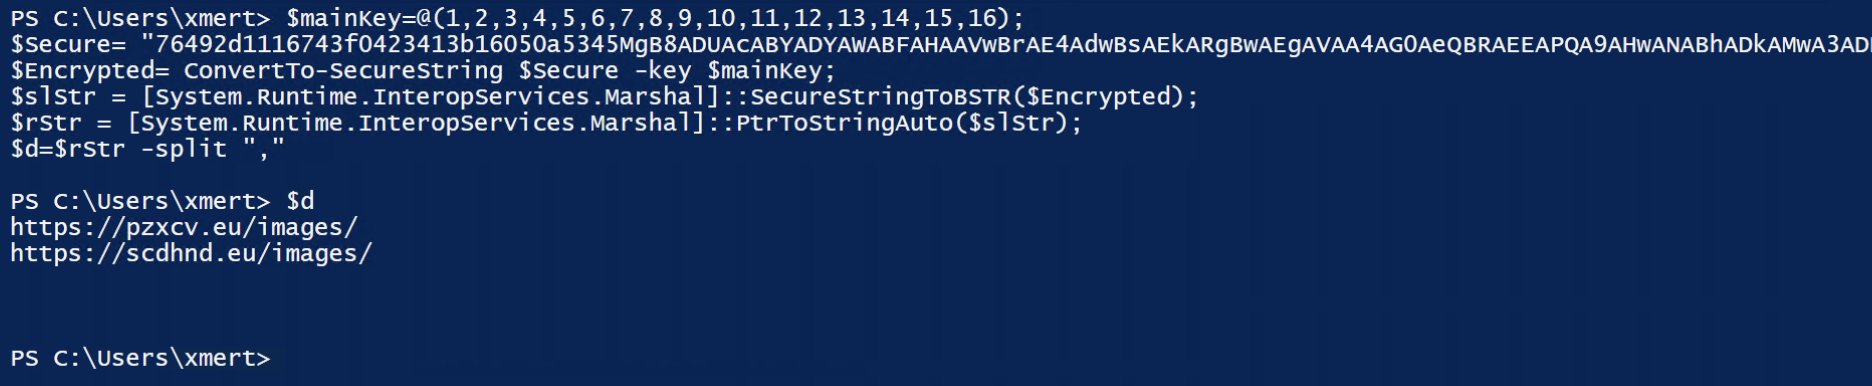 PS C:\Users\xmert> $mainKey=@(1,2,3,4,5,6,7,8,9,10,11,12,13,14,15,16);
$Secure= "76492d1116743f0423413b16050a5345MgB8ADUAcABYADYAWABFAHAAVwBrAE4AdwBsAEkARgBwAEgAVAA4AG0AeQBRAEEAPQA9AHwANABhADkAMwA3AD
$Encrypted= ConvertTo-SecureString $Secure -key $mainKey;
$slStr = [System.Runtime.InteropServices.Marshal]::SecureStringToBSTR($Encrypted);
$rStr = [System.Runtime.InteropServices.Marshal]::PtrToStringAuto($slStr);
$d=$rStr -split ","
PS C:\Users\xmert> $d
https://pzxcv.eu/images/
https://scdhnd.eu/images/
PS C:\Users\xmert>